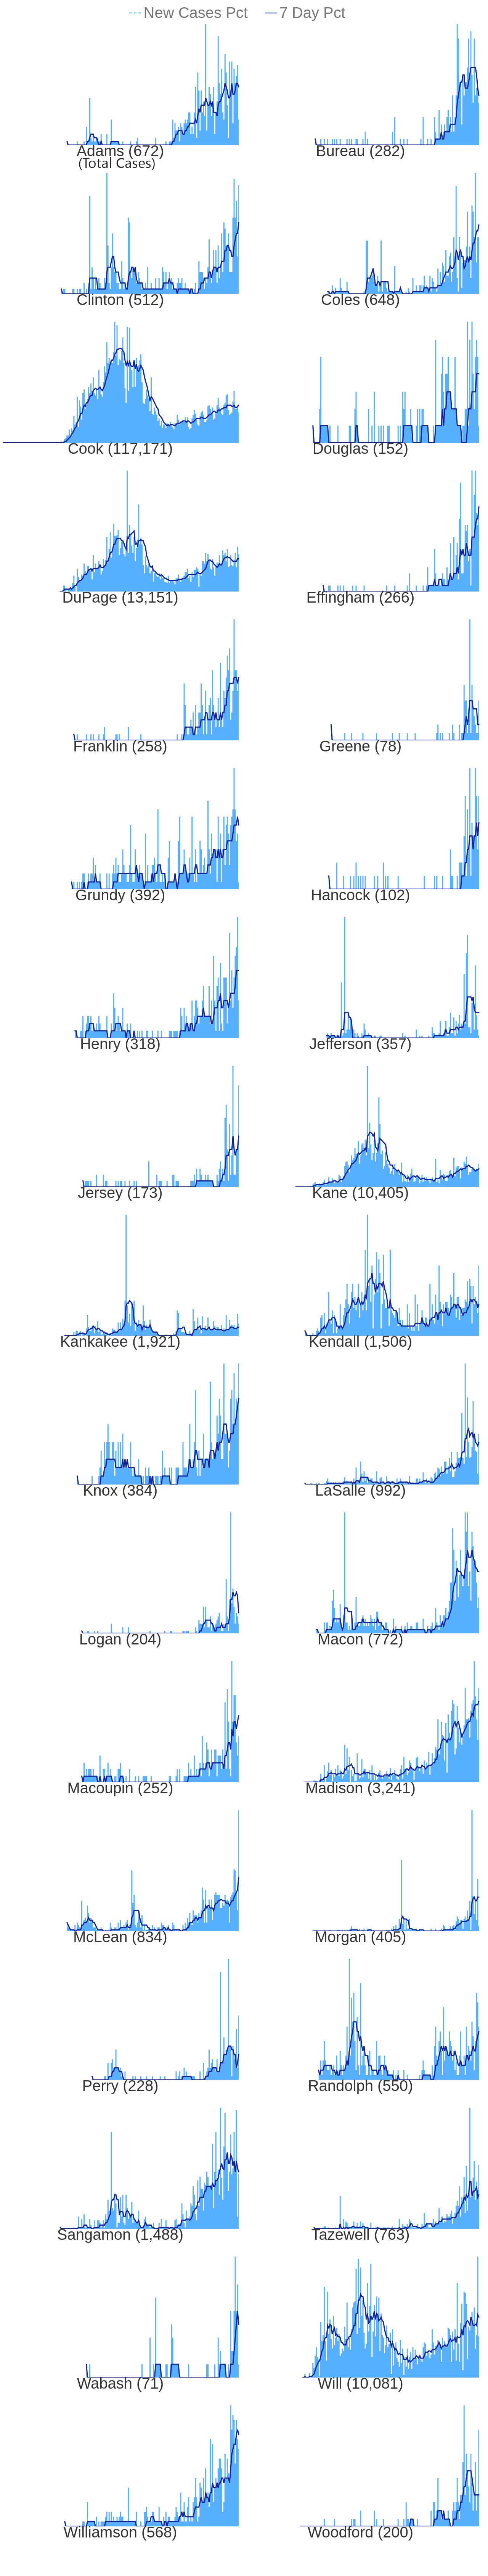 New Cases Pct 7 Day Pct
Adams (672) Bureau (282)
(Total Cases)
Clinton (512) Coles (648)
Cook (117,171) Douglas (152)
DuPage (13,151) Effingham (266)
Franklin (258) Greene (78)
Grundy (392) Hancock (102)
Henry (318) Jefferson (357)
Jersey (173) Kane (10,405)
Kankakee (1,921) Kendall (1,506)
Knox (384) LaSalle (992)
Logan (204) Macon (772)
Macoupin (252) Madison (3,241)
McLean (834) Morgan (405)
Perry (228) Randolph (550)
Sangamon (1,488) Tazewell (763)
Wabash (71) Will (10,081)
Williamson (568) Woodford (200)